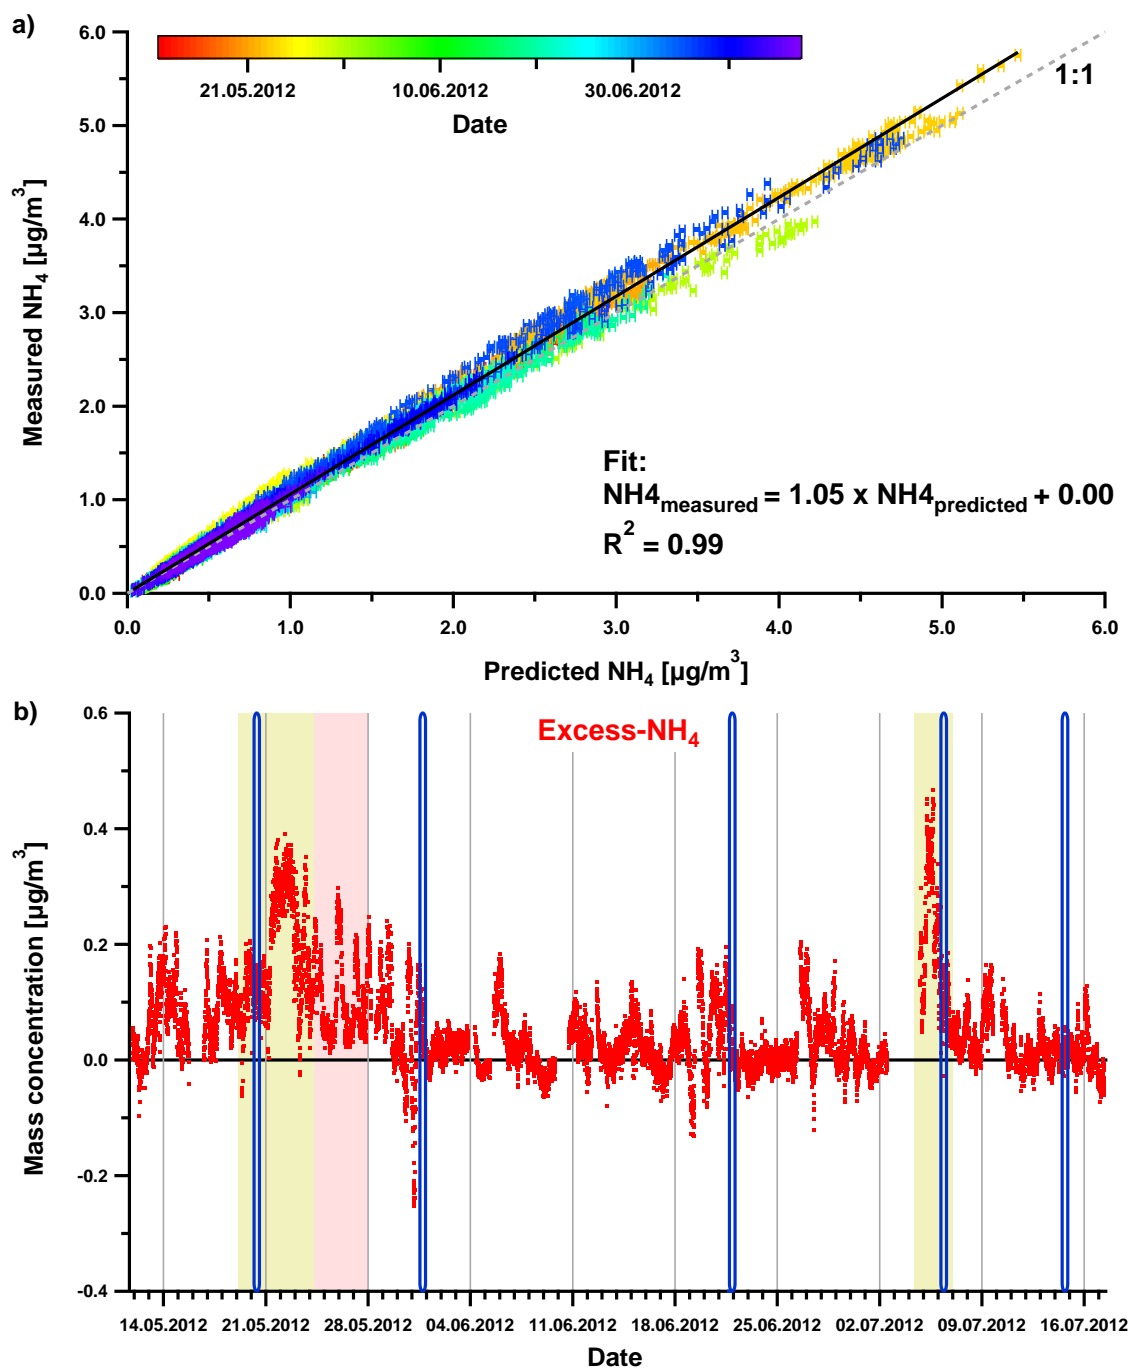 a)
6.0
5.0
4.0
3.0
2.0
1.0
0.0
Measured NH4 [µg/m3]
21.05.2012 10.06.2012 30.06.2012
Date
1:1
Fit:
NH4measured = 1.05 x NH4predicted + 0.00
R2 = 0.99
0.0 1.0 2.0 3.0 4.0 5.0 6.0
Predicted NH4 [µg/m3]
b)
0.6
0.4
0.2
0.0
-0.2
-0.4
Mass concentration [µg/m3]
Excess-NH4
14.05.2012 21.05.2012 28.05.2012 04.06.2012 11.06.2012 18.06.2012 25.06.2012 02.07.2012 09.07.2012 16.07.2012
Date